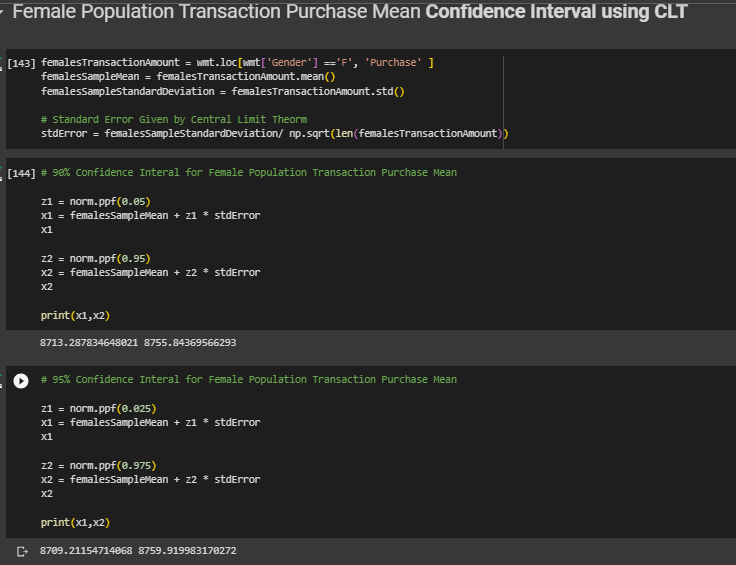 Female Population Transaction Purchase Mean Confidence Interval using CLT
[143] femalesTransactionAmount = wmt.loc[wmt['Gender'] =='F', 'Purchase' ]
femalesSampleMean = femalesTransactionAmount.mean()
femalesSampleStandardDeviation = femalesTransactionAmount.std()
# Standard Error Given by Central Limit Theorm
stdError = femalesSampleStandardDeviation/ np.sqrt(len(femalesTransactionAmount))
[144] # 90% Confidence Interal for Female Population Transaction Purchase Mean
z1 = norm.ppf(0.05)
x1 = femalesSampleMean + z1 * stdError
x1
z2 = norm.ppf(0.95)
x2 = femalesSampleMean + z2 * stdError
x2
print(x1,x2)
8713.287834648021 8755.84369566293
# 95% Confidence Interal for Female Population Transaction Purchase Mean
z1 = norm.ppf(0.025)
x1 = femalesSampleMean + z1 * stdError
x1
z2 = norm.ppf(0.975)
x2 = femalesSampleMean + z2 * stdError
x2
print(x1,x2)
8709.21154714068 8759.919983170272